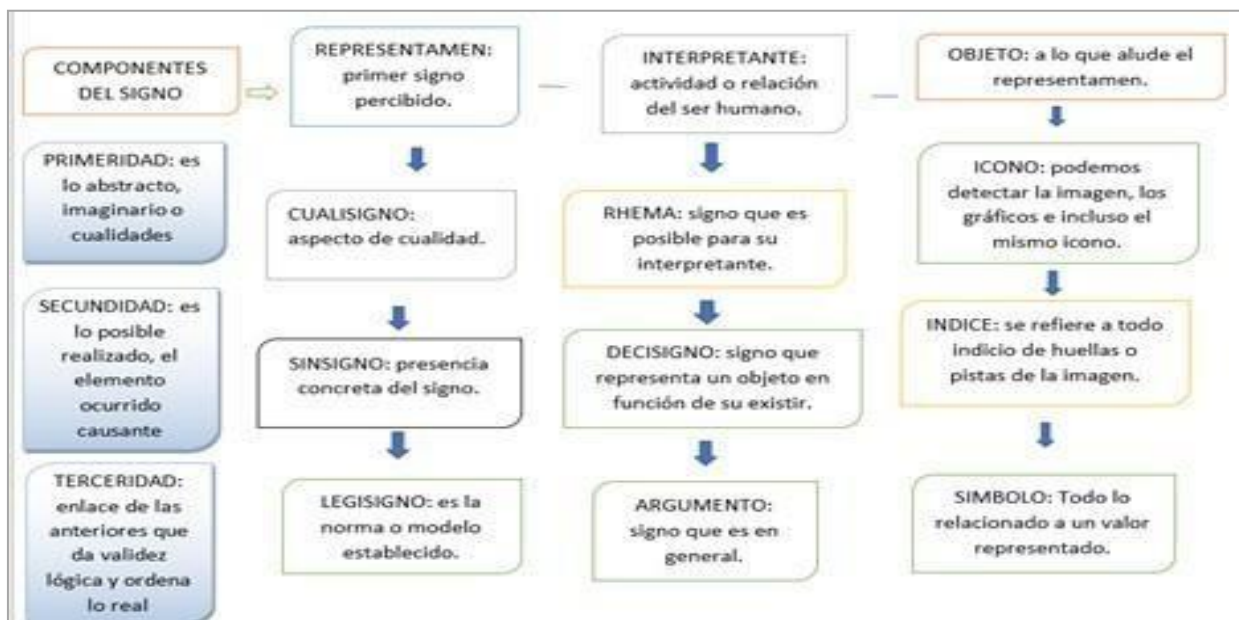 COMPONENTES
DEL SIGNO
REPRESENTAMEN:
primer signo
percibido.
INTERPRETANTE:
actividad o relación
del ser humano.
OBJETO: a lo que alude el
representamen.
PRIMERIDAD: es
lo abstracto,
imaginario o
cualidades
CUALISIGNO:
aspecto de cualidad.
RHEMA: signo que es
posible para su
interpretante.
ICONO: podemos
detectar la imagen, los
gráficos e incluso el
mismo icono.
SECUNDIDAD: es
lo posible
realizado, el
elemento
ocurrido
causante
SINSIGNO: presencia
concreta del signo.
DECISIGNO: signo que
representa un objeto en
función de su existir.
INDICE: se refiere a todo
indicio de huellas o
pistas de la imagen.
TERCERIDAD:
enlace de las
anteriores que
da validez
lógica y ordena
lo real
LEGISIGNO: es la
norma o modelo
establecido.
ARGUMENTO:
signo que es en
general.
SIMBOLO: Todo lo
relacionado a un valor
representado.